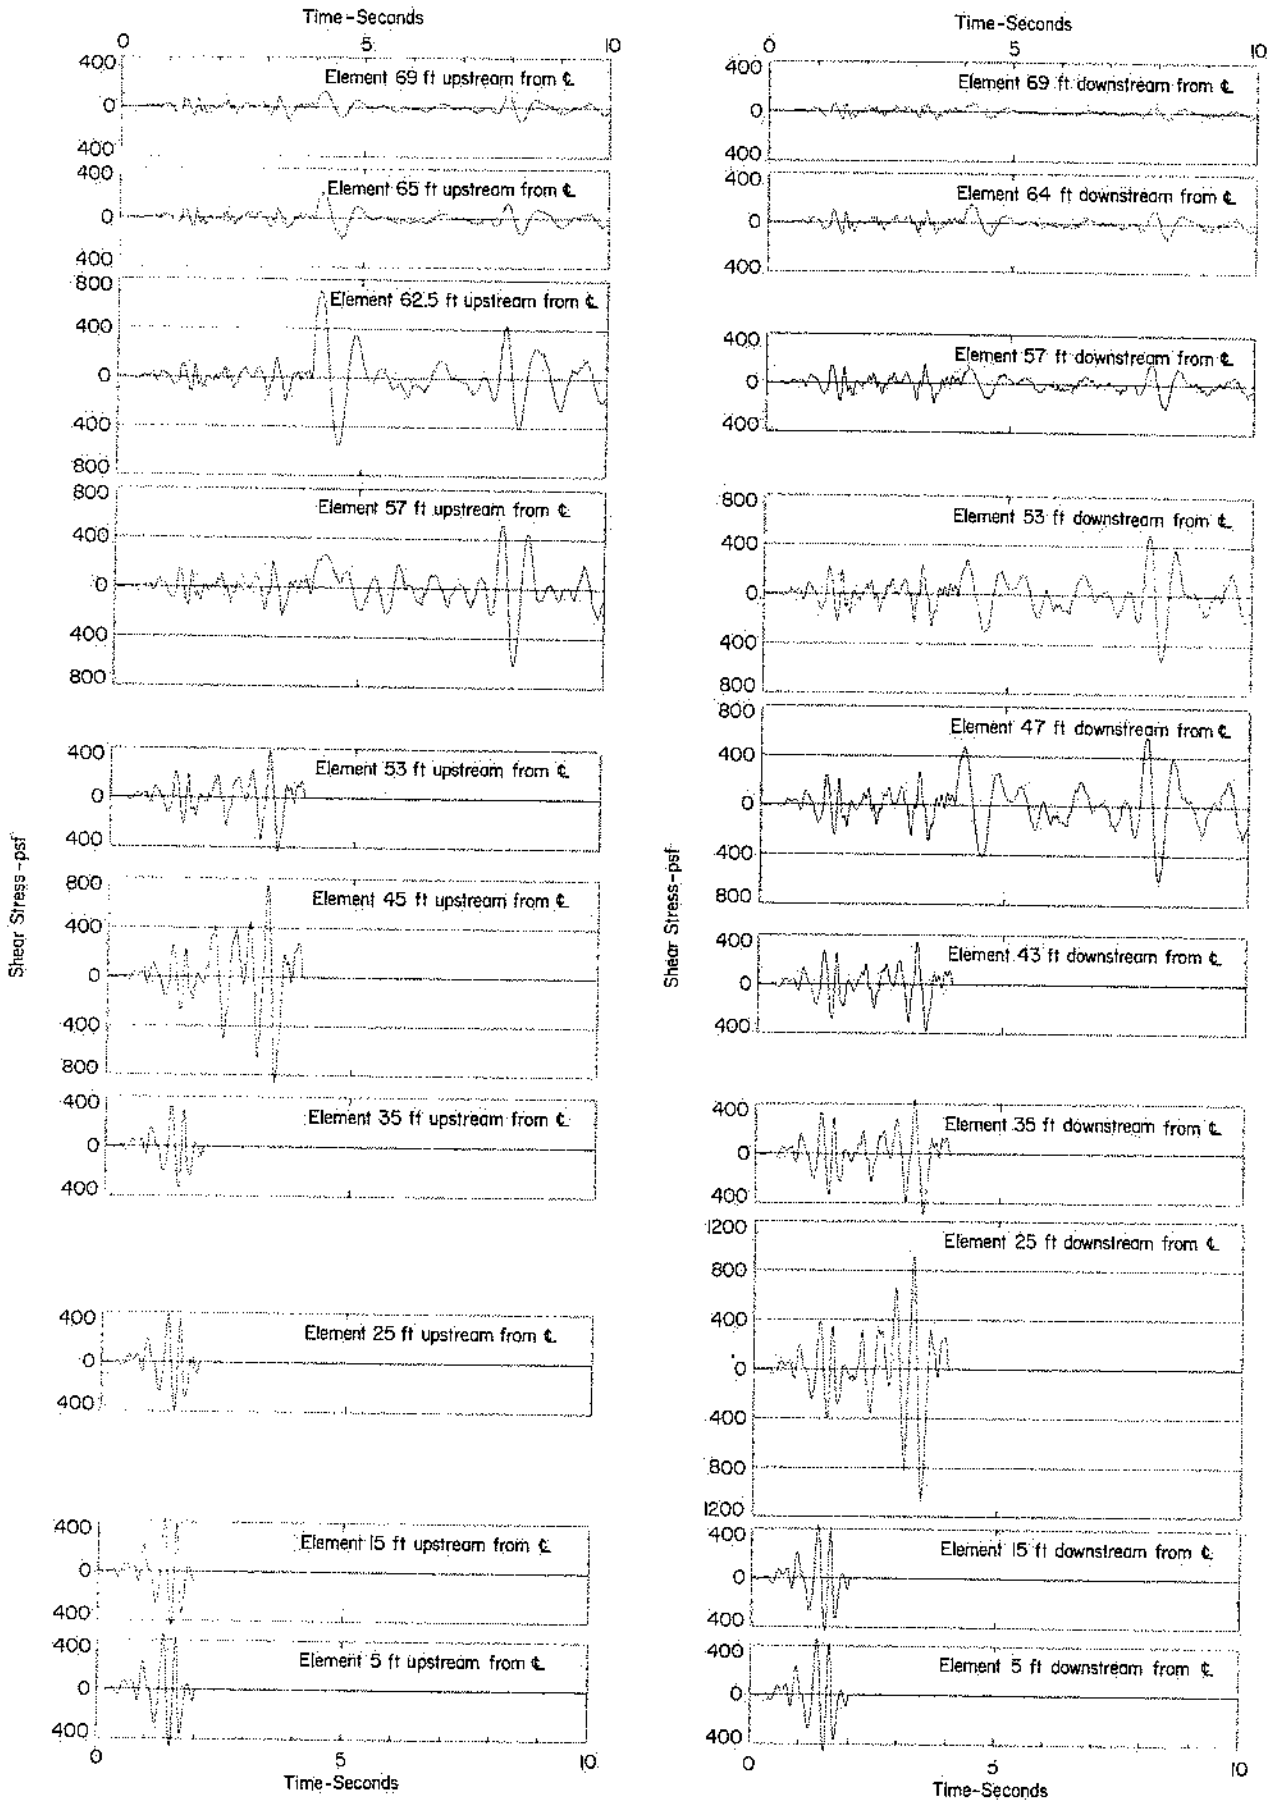 Time-Seconds
0 5 10
400
Element 69 ft upstream from ℄
0
400
400
Element 65 ft upstream from ℄
0
400
800
Element 62.5 ft upstream from ℄
400
0
400
800
800
Element 57 ft upstream from ℄
400
0
400
800
400
Element 53 ft upstream from ℄
0
400
800
Element 45 ft upstream from ℄
400
0
400
800
400
Element 35 ft upstream from ℄
0
400
400
Element 25 ft upstream from ℄
0
400
400
Element 15 ft upstream from ℄
0
400
400
Element 5 ft upstream from ℄
0
400
0 5 10
Time-Seconds
Shear Stress-psf
Time-Seconds
0 5 10
400
Element 69 ft downstream from ℄
0
400
400
Element 64 ft downstream from ℄
0
400
400
Element 57 ft downstream from ℄
0
400
800
Element 53 ft downstream from ℄
400
0
400
800
800
Element 47 ft downstream from ℄
400
0
400
800
400
Element 43 ft downstream from ℄
0
400
400
Element 35 ft downstream from ℄
0
400
1200
Element 25 ft downstream from ℄
800
400
0
400
800
1200
400
Element 15 ft downstream from ℄
0
400
400
Element 5 ft downstream from ℄
0
400
0 5 10
Time-Seconds
Shear Stress-psf